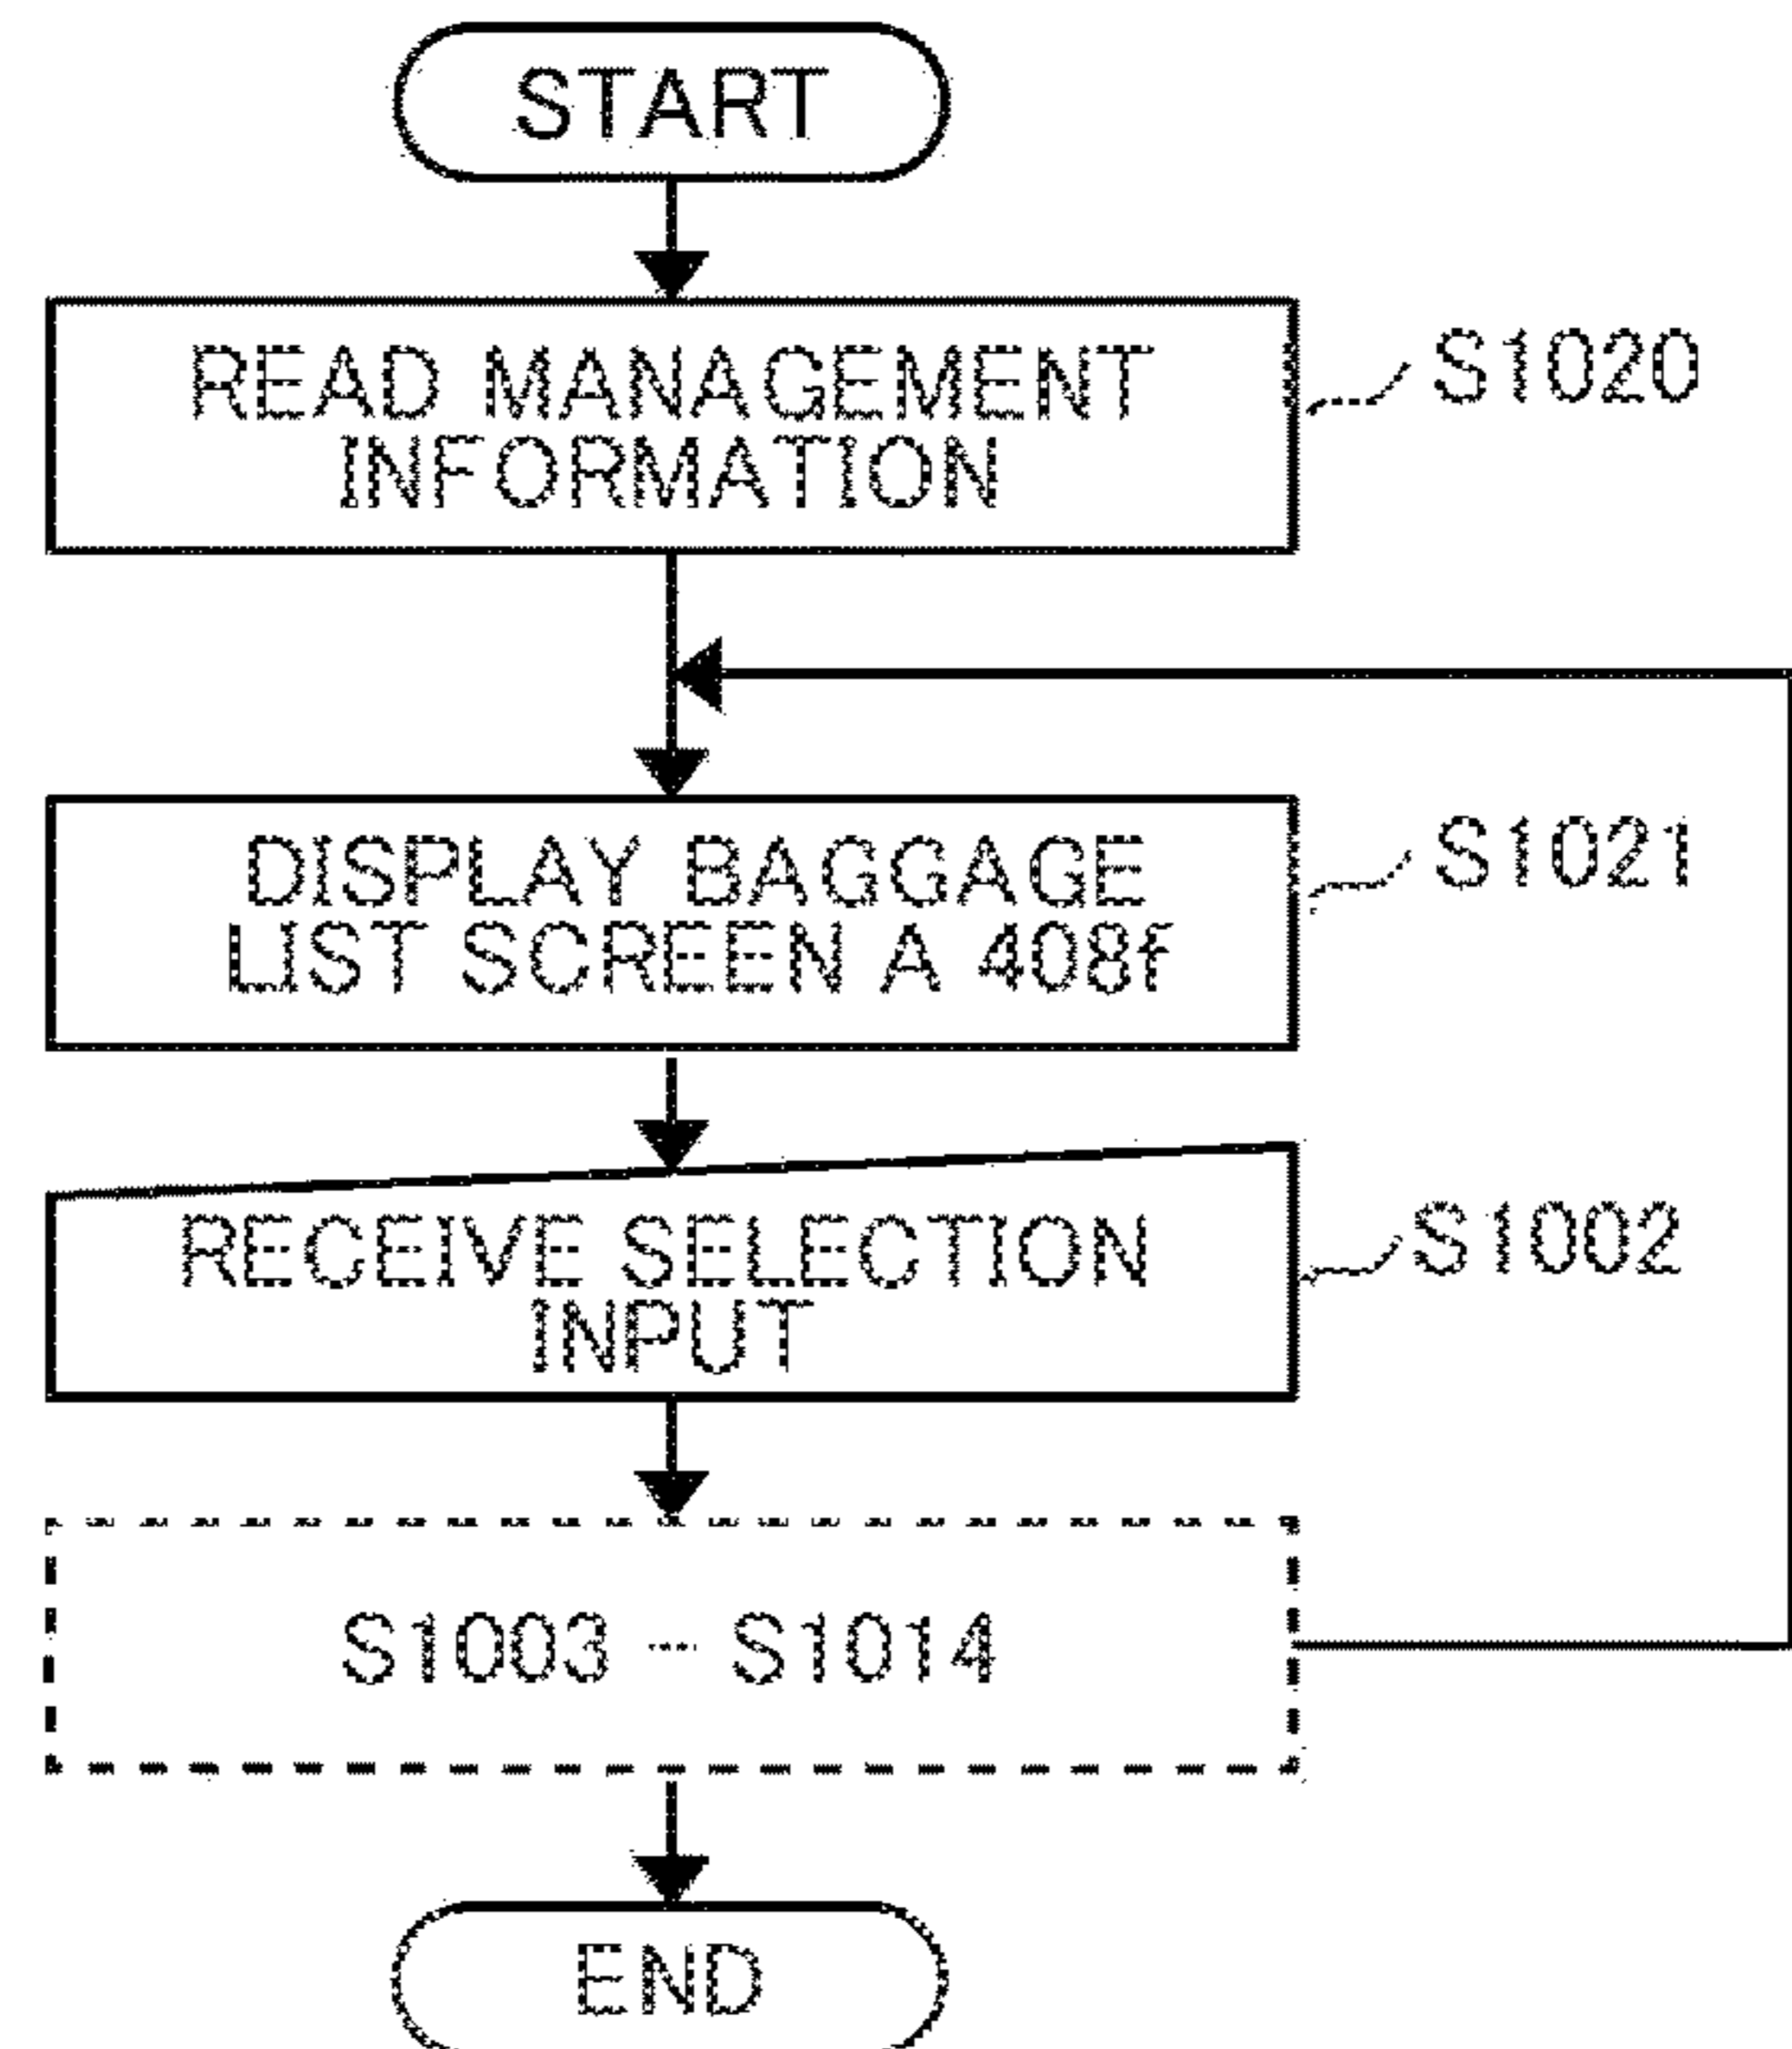 START
READ MANAGEMENT
INFORMATION
S1020
DISPLAY BAGGAGE
LIST SCREEN A 408f
S1021
RECEIVE SELECTION
INPUT
S1002
S1003 - S1014
END